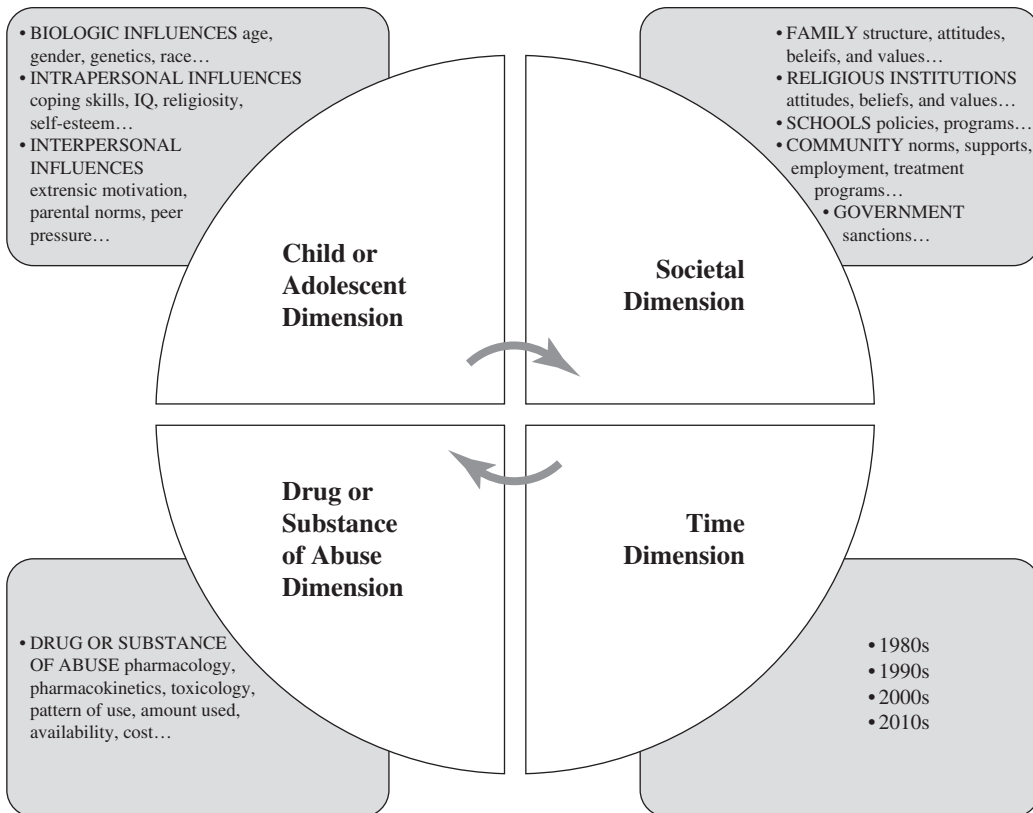 • BIOLOGIC INFLUENCES age,
gender, genetics, race…
• INTRAPERSONAL INFLUENCES
coping skills, IQ, religiosity,
self-esteem…
• INTERPERSONAL
INFLUENCES
extrensic motivation,
parental norms, peer
pressure…
• FAMILY structure, attitudes,
beleifs, and values…
• RELIGIOUS INSTITUTIONS
attitudes, beliefs, and values…
• SCHOOLS policies, programs…
• COMMUNITY norms, supports,
employment, treatment
programs…
• GOVERNMENT
sanctions…
Child or
Adolescent
Dimension
Societal
Dimension
Drug or
Substance
of Abuse
Dimension
Time
Dimension
• DRUG OR SUBSTANCE
OF ABUSE pharmacology,
pharmacokinetics, toxicology,
pattern of use, amount used,
availability, cost…
• 1980s
• 1990s
• 2000s
• 2010s